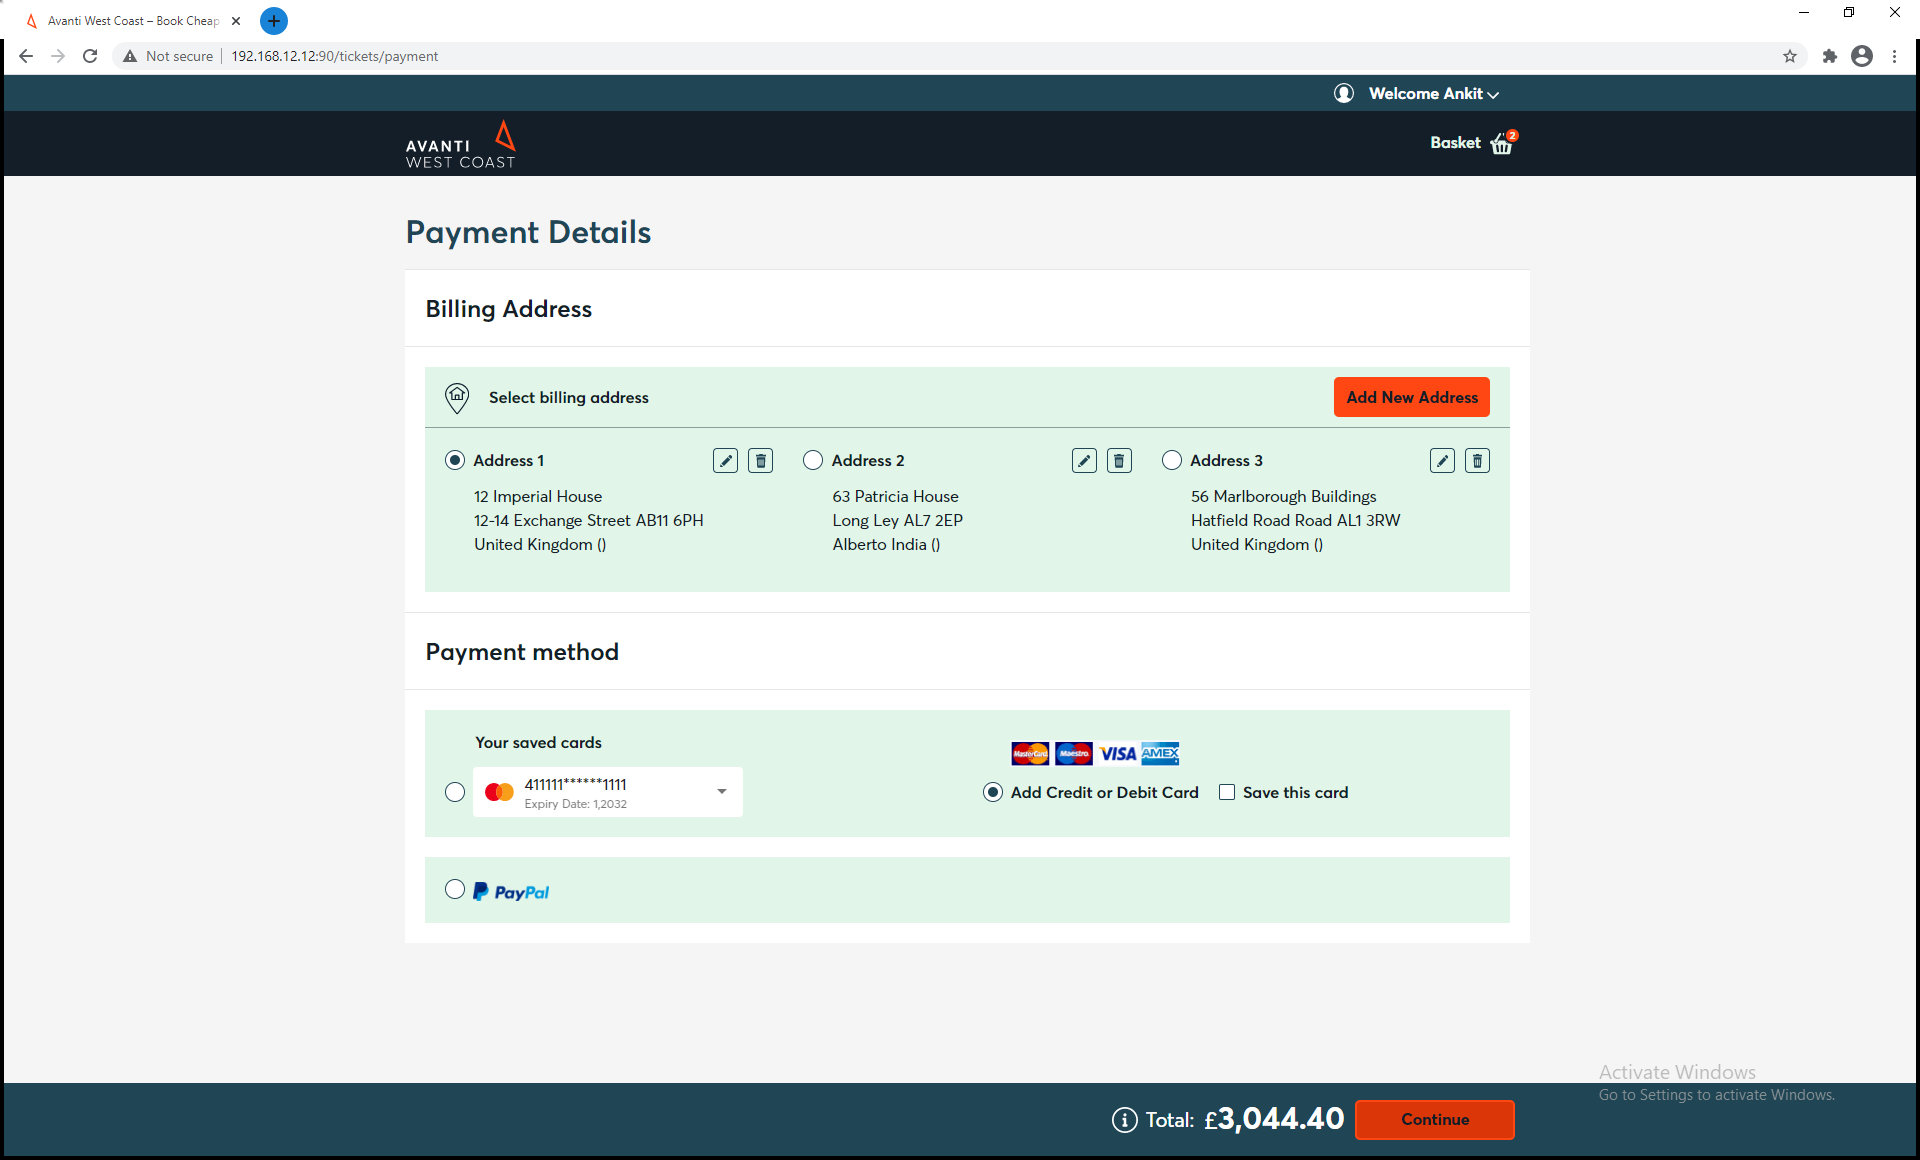 Avanti West Coast – Book Cheap
Not secure
192.168.12.12:90/tickets/payment
Welcome Ankit
AVANTI
WEST COAST
Basket 2
Payment Details
Billing Address
Select billing address
Add New Address
Address 1
12 Imperial House
12-14 Exchange Street AB11 6PH
United Kingdom ()
Address 2
63 Patricia House
Long Ley AL7 2EP
Alberto India ()
Address 3
56 Marlborough Buildings
Hatfield Road Road AL1 3RW
United Kingdom ()
Payment method
Your saved cards
411111******1111
Expiry Date: 1,2032
MasterCard Maestro VISA AMEX
Add Credit or Debit Card
Save this card
PayPal
Activate Windows
Go to Settings to activate Windows.
Total: £3,044.40
Continue